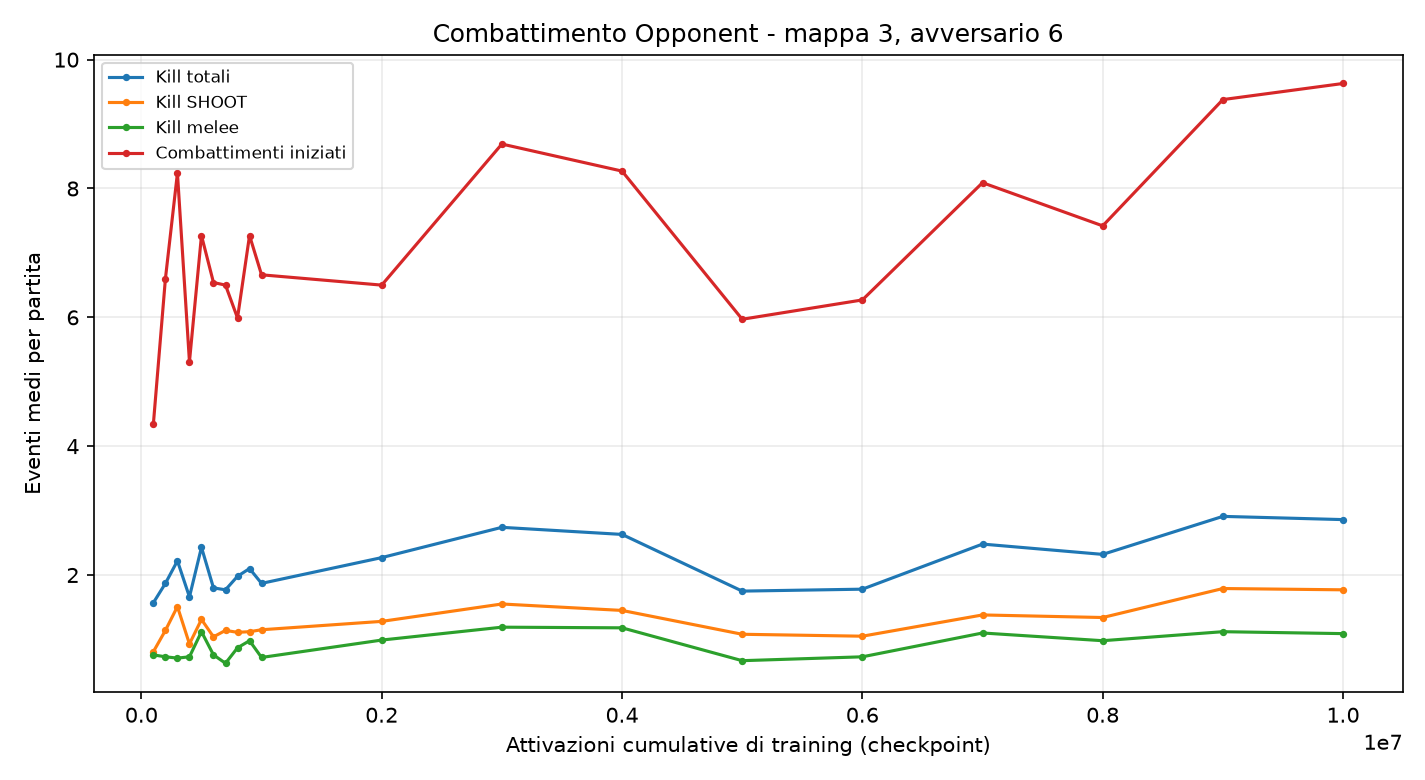 Combattimento Opponent - mappa 3, avversario 6
Kill totali
Kill SHOOT
Kill melee
Combattimenti iniziati
Eventi medi per partita
10
8
6
4
2
0.0
0.2
0.4
0.6
0.8
1.0
1e7
Attivazioni cumulative di training (checkpoint)